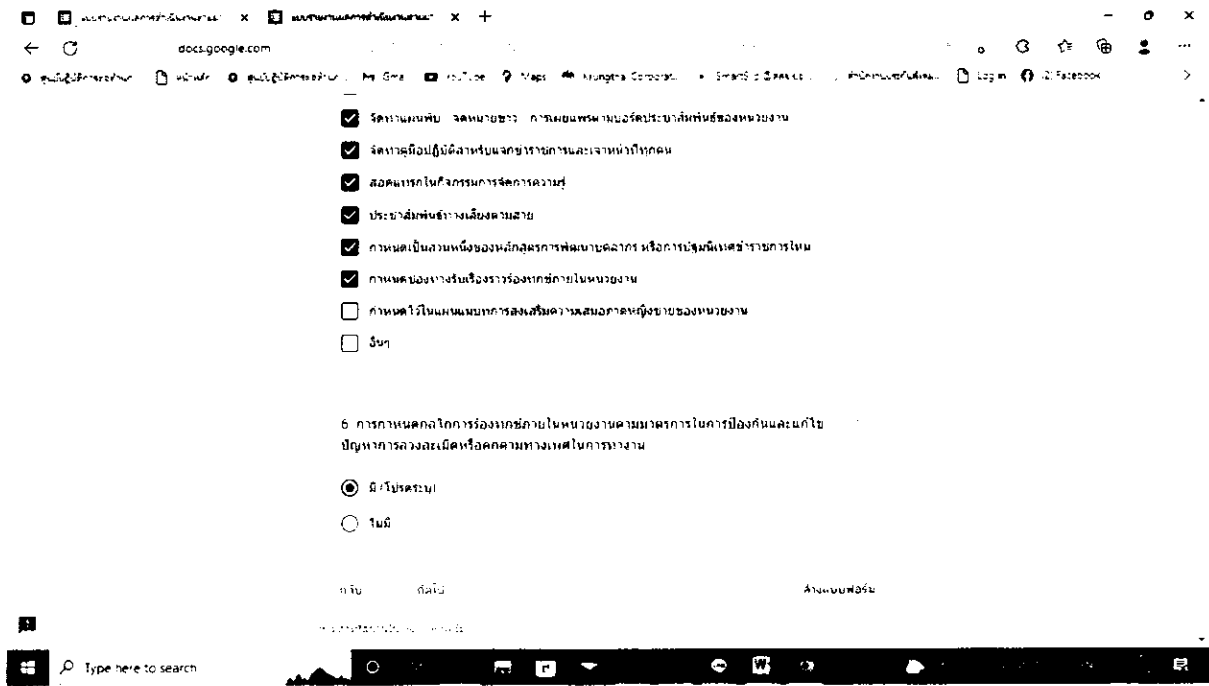 docs.google.com
YouTube
Maps
Log in
Facebook
จัดทำแผ่นพับ จดหมายข่าว การเผยแพร่ตามบอร์ดประชาสัมพันธ์ของหน่วยงาน
จัดทำคู่มือปฏิบัติสำหรับแจกข้าราชการและเจ้าหน้าที่ทุกคน
สอดแทรกในกิจกรรมการจัดการความรู้
ประชาสัมพันธ์ทางเสียงตามสาย
กำหนดเป็นส่วนหนึ่งของหลักสูตรการพัฒนาบุคลากร หรือการปฐมนิเทศข้าราชการใหม่
กำหนดช่องทางรับเรื่องราวร้องทุกข์ภายในหน่วยงาน
กำหนดไว้ในแผนแม่บทการส่งเสริมความเสมอภาคหญิงชายของหน่วยงาน
อื่นๆ
6 การกำหนดกลไกการร้องทุกข์ภายในหน่วยงานตามมาตรการในการป้องกันและแก้ไข
ปัญหาการล่วงละเมิดหรือคุกคามทางเพศในการทำงาน
มี (โปรดระบุ)
ไม่มี
กลับ ถัดไป ล้างแบบฟอร์ม
Type here to search